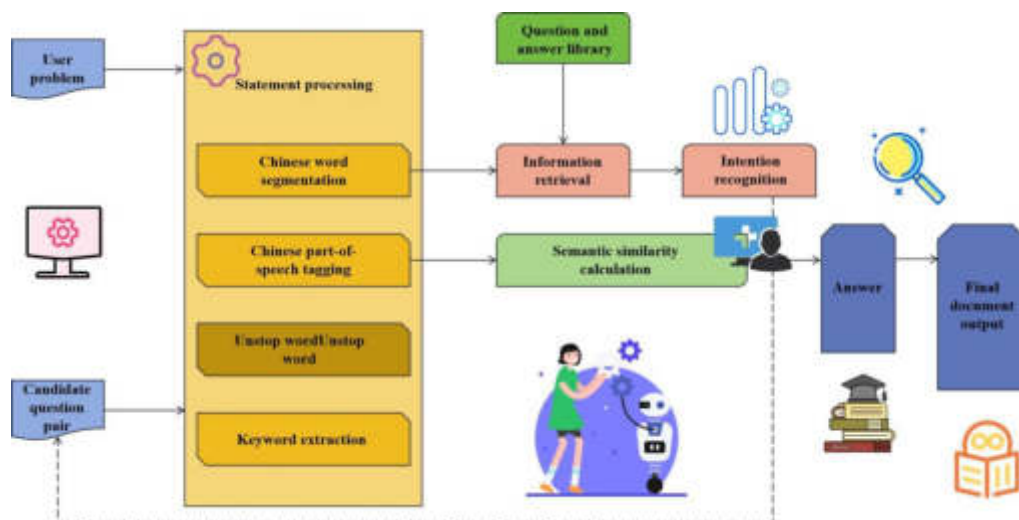 User
problem
Statement processing
Question and
answer library
Chinese word
segmentation
Information
retrieval
Intention
recognition
Chinese part-of-
speech tagging
Semantic similarity
calculation
Answer
Final
document
output
Unstop wordUnstop
word
Candidate
question
pair
Keyword extraction